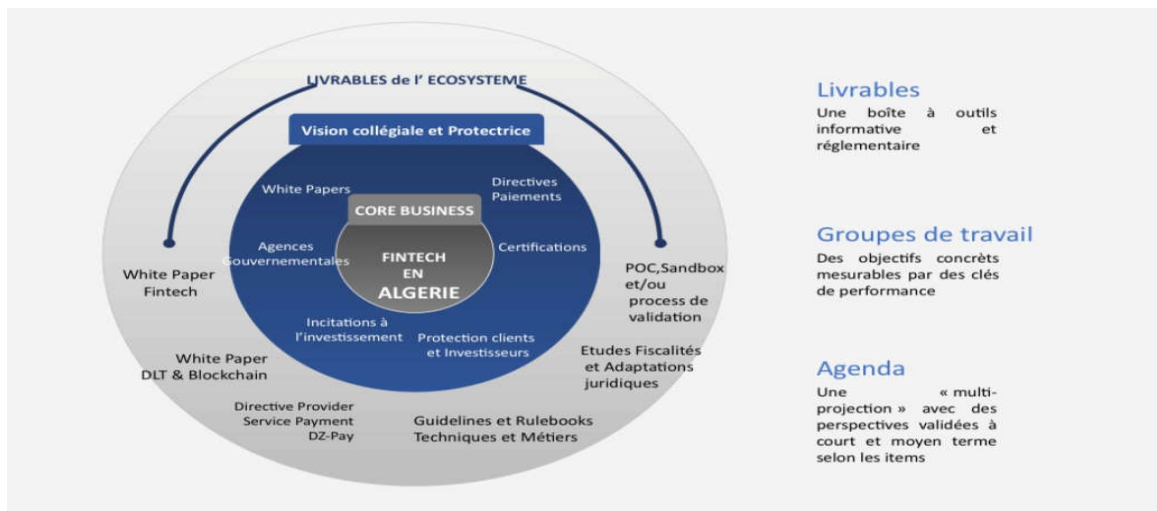 LIVRABLES de l' ECOSYSTEME
Vision collégiale et Protectrice
White Papers
Directives
Paiements
CORE BUSINESS
Agences
Gouvernementales
Certifications
FINTECH
EN
ALGERIE
Incitations à
l'investissement
Protection clients
et Investisseurs
White Paper
Fintech
POC,Sandbox
et/ou
process de
validation
White Paper
DLT & Blockchain
Etudes Fiscalités
et Adaptations
juridiques
Directive Provider
Service Payment
DZ-Pay
Guidelines et Rulebooks
Techniques et Métiers
Livrables
Une boîte à outils
informative et
réglementaire
Groupes de travail
Des objectifs concrèts
mesurables par des clés
de performance
Agenda
Une « multi-
projection » avec des
perspectives validées à
court et moyen terme
selon les items